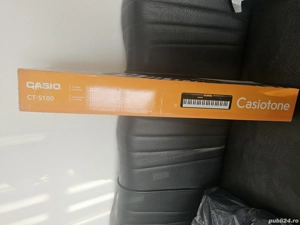 CASIO
CT-S100
Casiotone
publi24.ro